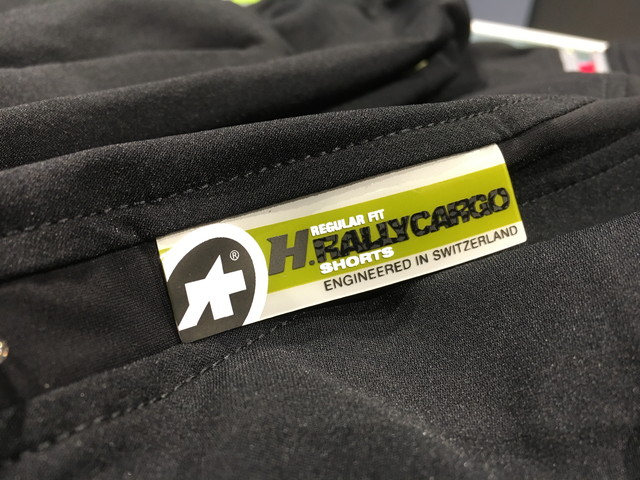 REGULAR FIT
H.RALLYCARGO
SHORTS
ENGINEERED IN SWITZERLAND
®